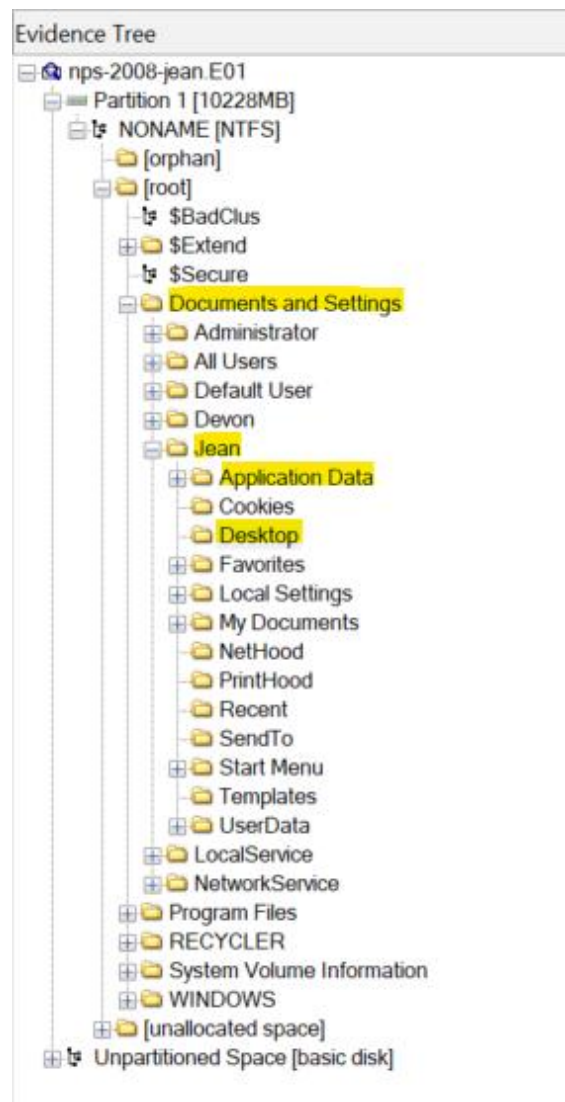 Evidence Tree
nps-2008-jean.E01
Partition 1 [10228MB]
NONAME [NTFS]
[orphan]
[root]
$BadClus
$Extend
$Secure
Documents and Settings
Administrator
All Users
Default User
Devon
Jean
Application Data
Cookies
Desktop
Favorites
Local Settings
My Documents
NetHood
PrintHood
Recent
SendTo
Start Menu
Templates
UserData
LocalService
NetworkService
Program Files
RECYCLER
System Volume Information
WINDOWS
[unallocated space]
Unpartitioned Space [basic disk]